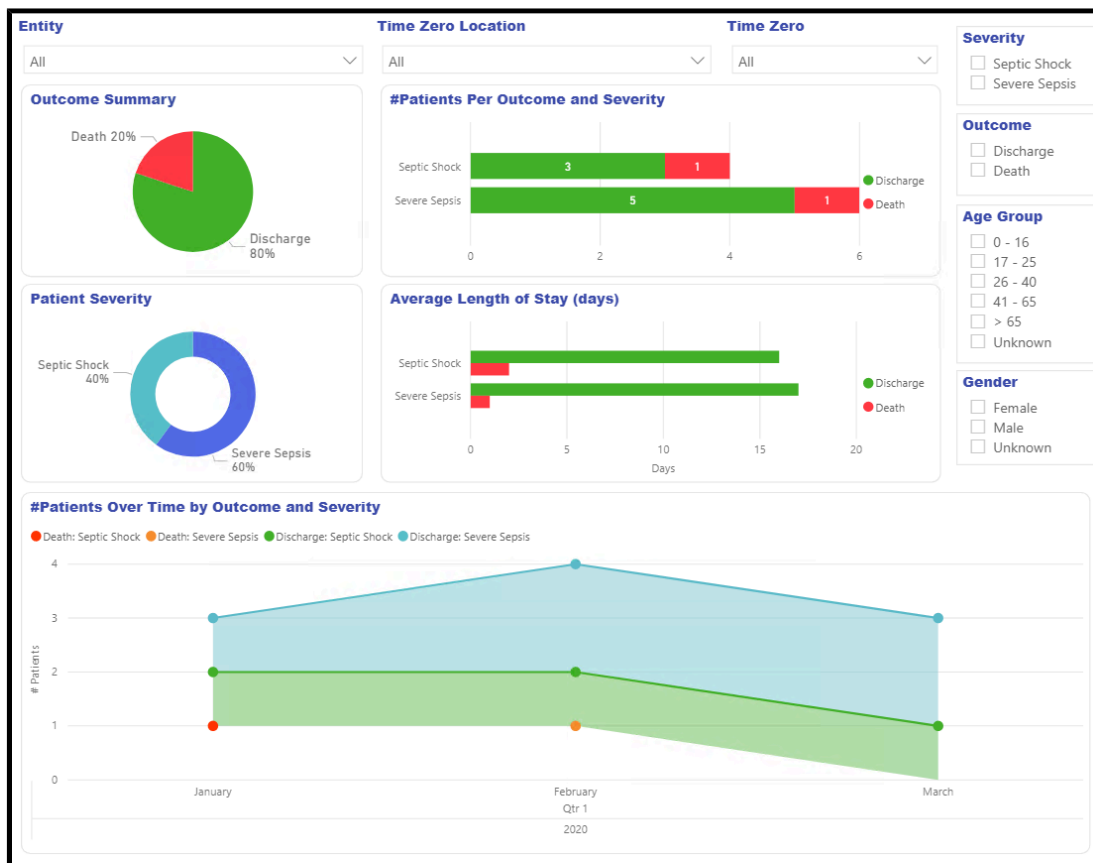 Entity
Time Zero Location
Time Zero
All
All
All
Severity
Septic Shock
Severe Sepsis
Outcome
Discharge
Death
Age Group
0 - 16
17 - 25
26 - 40
41 - 65
> 65
Unknown
Gender
Female
Male
Unknown
Outcome Summary
Death 20%
Discharge
80%
#Patients Per Outcome and Severity
Septic Shock
3
1
Severe Sepsis
5
1
Discharge
Death
0
2
4
6
Patient Severity
Septic Shock
40%
Severe Sepsis
60%
Average Length of Stay (days)
Septic Shock
Severe Sepsis
Discharge
Death
0
5
10
15
20
Days
#Patients Over Time by Outcome and Severity
Death: Septic Shock
Death: Severe Sepsis
Discharge: Septic Shock
Discharge: Severe Sepsis
4
3
2
1
0
# Patients
January
February
March
Qtr 1
2020